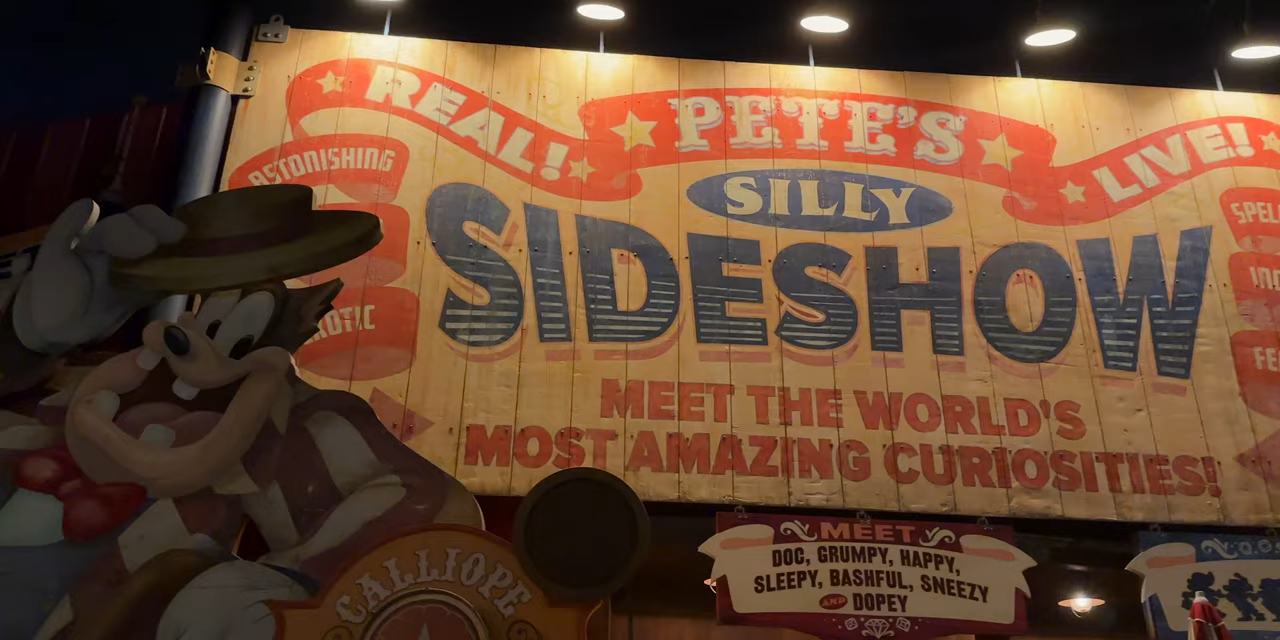 REAL!
PETE'S
LIVE!
ASTONISHING
SILLY
SIDESHOW
MEET THE WORLD'S
MOST AMAZING CURIOSITIES!
CALLIOPE
MEET
DOC, GRUMPY, HAPPY,
SLEEPY, BASHFUL, SNEEZY
AND DOPEY